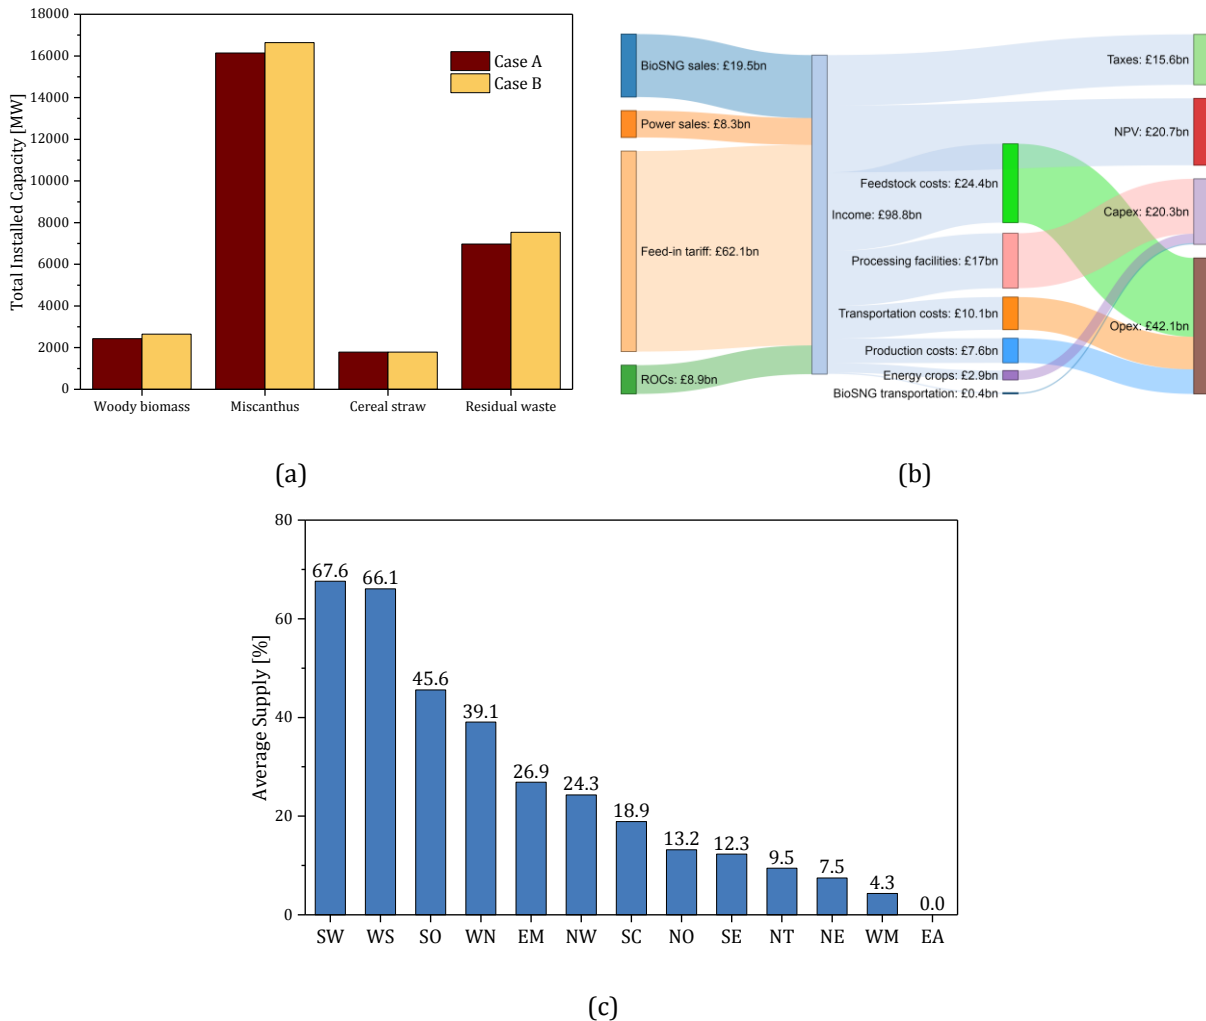 18000
16000
14000
12000
10000
8000
6000
4000
2000
0
Total Installed Capacity [MW]
Case A
Case B
Woody biomass
Miscanthus
Cereal straw
Residual waste
(a)
BioSNG sales: £19.5bn
Power sales: £8.3bn
Feed-in tariff: £62.1bn
ROCs: £8.9bn
Income: £98.8bn
Feedstock costs: £24.4bn
Processing facilities: £17bn
Transportation costs: £10.1bn
Production costs: £7.6bn
Energy crops: £2.9bn
BioSNG transportation: £0.4bn
Taxes: £15.6bn
NPV: £20.7bn
Capex: £20.3bn
Opex: £42.1bn
(b)
80
60
40
20
0
Average Supply [%]
67.6
66.1
45.6
39.1
26.9
24.3
18.9
13.2
12.3
9.5
7.5
4.3
0.0
SW
WS
SO
WN
EM
NW
SC
NO
SE
NT
NE
WM
EA
(c)